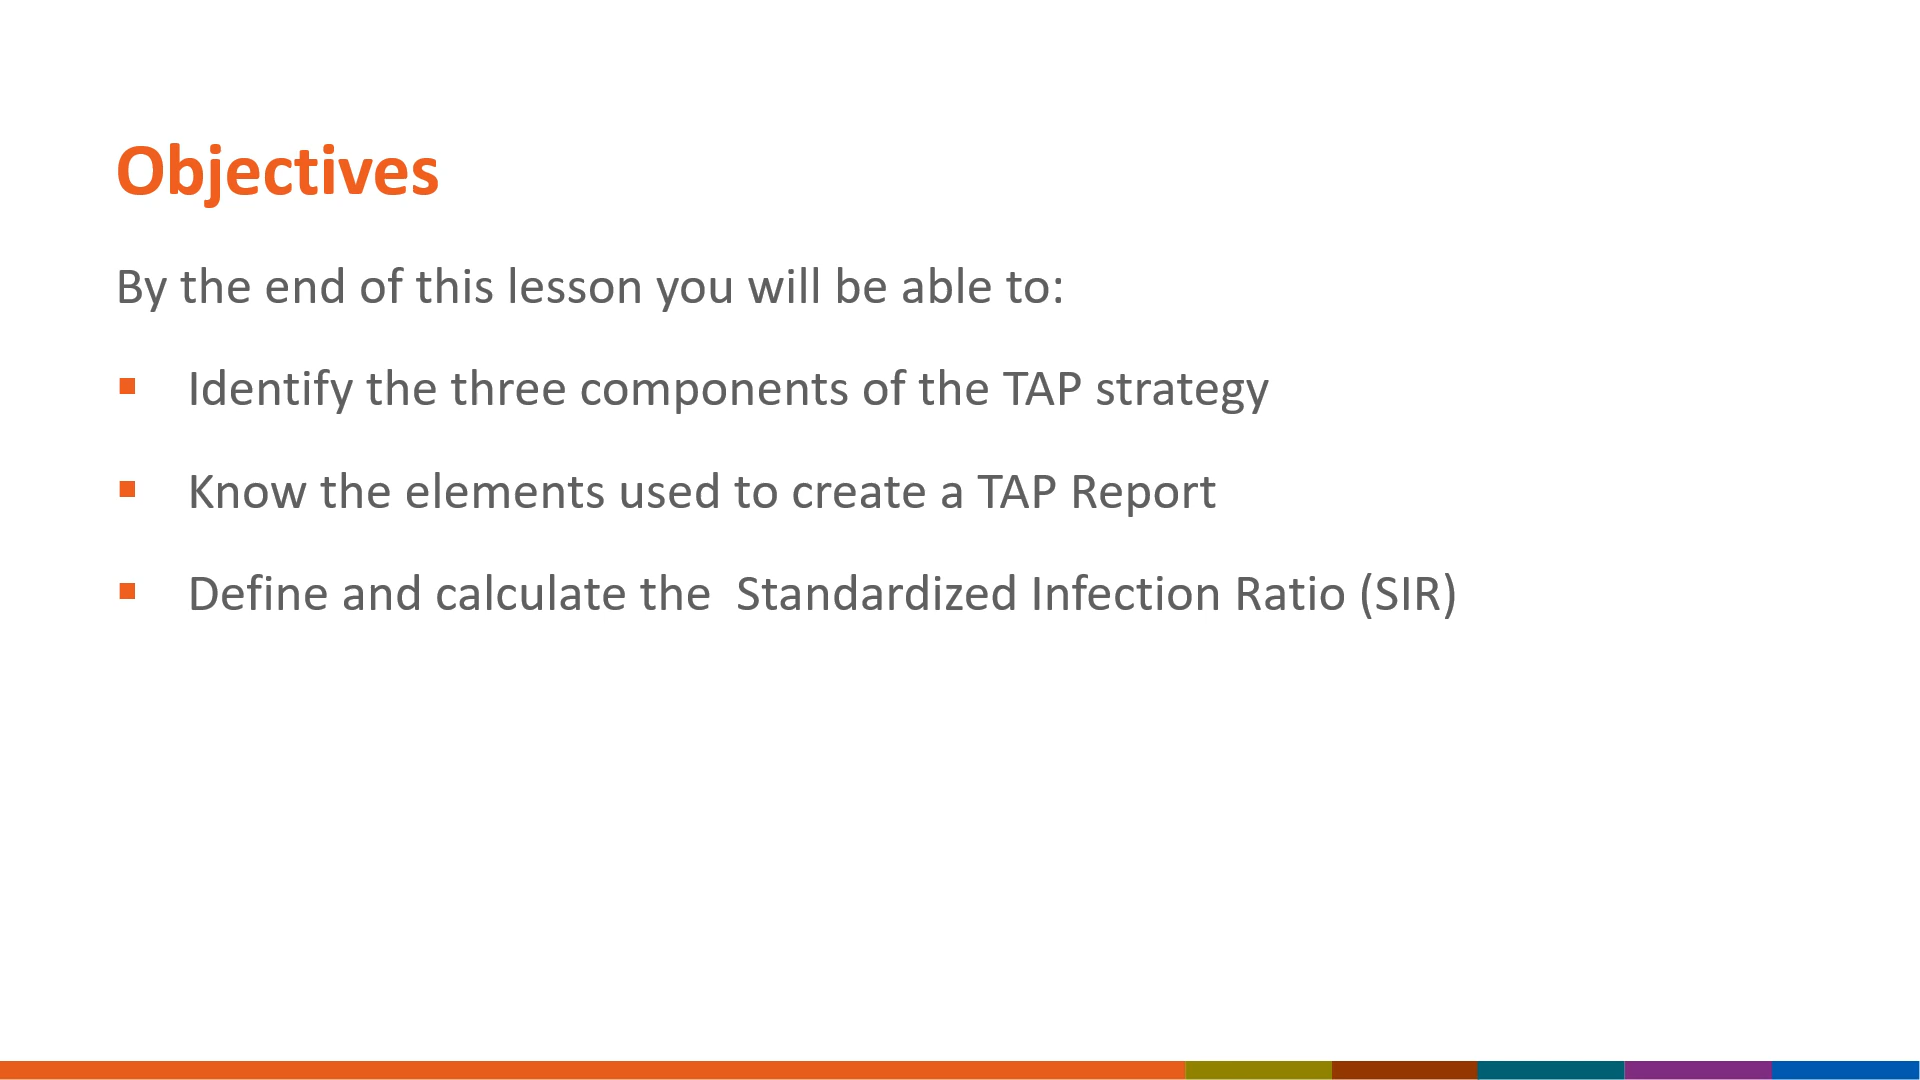 Objectives
By the end of this lesson you will be able to:
▪ Identify the three components of the TAP strategy
▪ Know the elements used to create a TAP Report
▪ Define and calculate the  Standardized Infection Ratio (SIR)